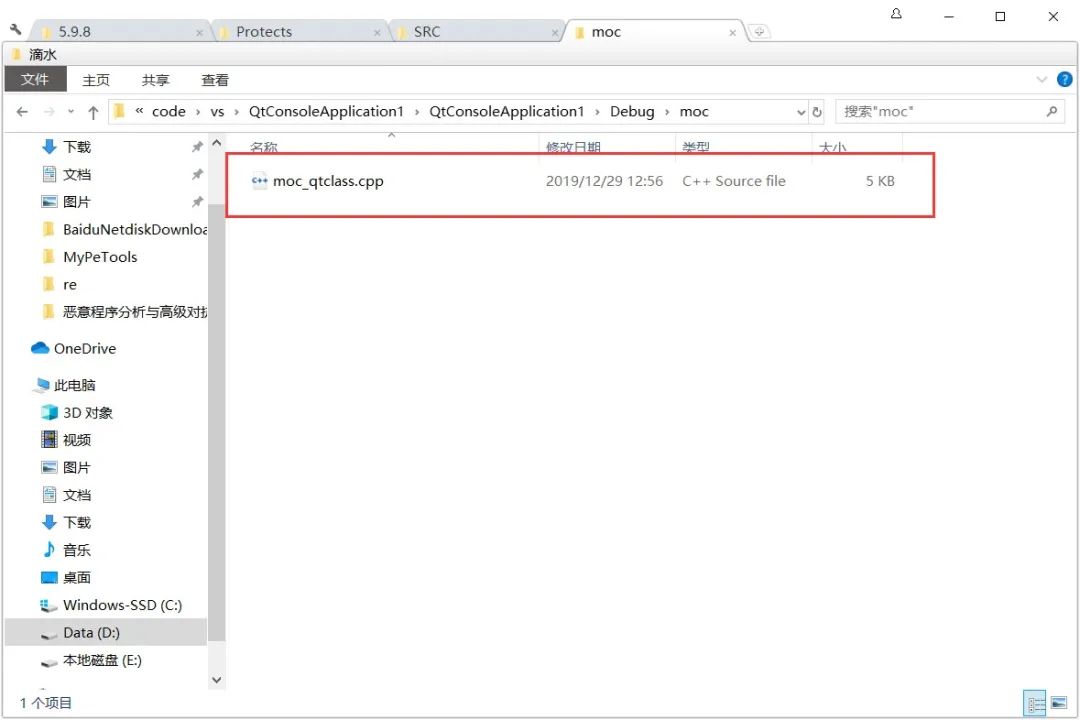 5.9.8 Protects SRC moc
滴水
文件 主页 共享 查看
« code › vs › QtConsoleApplication1 › QtConsoleApplication1 › Debug › moc 搜索"moc"
名称 修改日期 类型 大小
moc_qtclass.cpp 2019/12/29 12:56 C++ Source file 5 KB
下载
文档
图片
BaiduNetdiskDownloa
MyPeTools
re
恶意程序分析与高级对抗
OneDrive
此电脑
3D 对象
视频
图片
文档
下载
音乐
桌面
Windows-SSD (C:)
Data (D:)
本地磁盘 (E:)
1 个项目